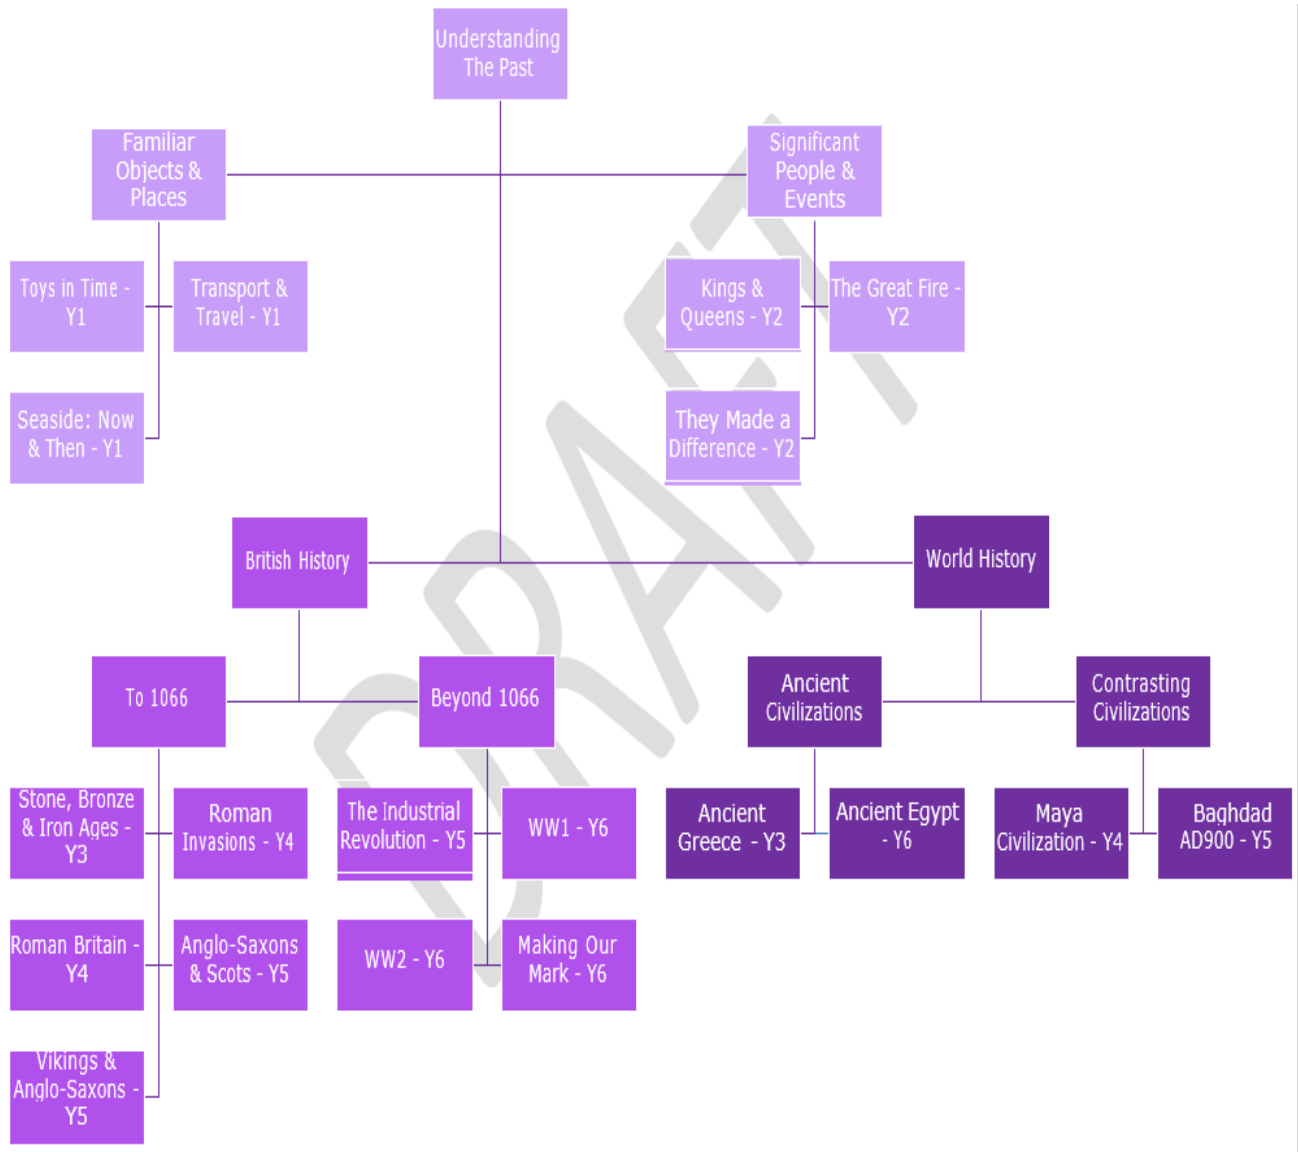 Understanding
The Past
Familiar
Objects &
Places
Significant
People &
Events
Toys in Time -
Y1
Transport &
Travel - Y1
Kings &
Queens - Y2
The Great Fire -
Y2
Seaside: Now
& Then - Y1
They Made a
Difference - Y2
British History
World History
To 1066
Beyond 1066
Ancient
Civilizations
Contrasting
Civilizations
Stone, Bronze
& Iron Ages -
Y3
Roman
Invasions - Y4
The Industrial
Revolution - Y5
WW1 - Y6
Ancient
Greece - Y3
Ancient Egypt
- Y6
Maya
Civilization - Y4
Baghdad
AD900 - Y5
Roman Britain -
Y4
Anglo-Saxons
& Scots - Y5
WW2 - Y6
Making Our
Mark - Y6
Vikings &
Anglo-Saxons -
Y5
DRAFT